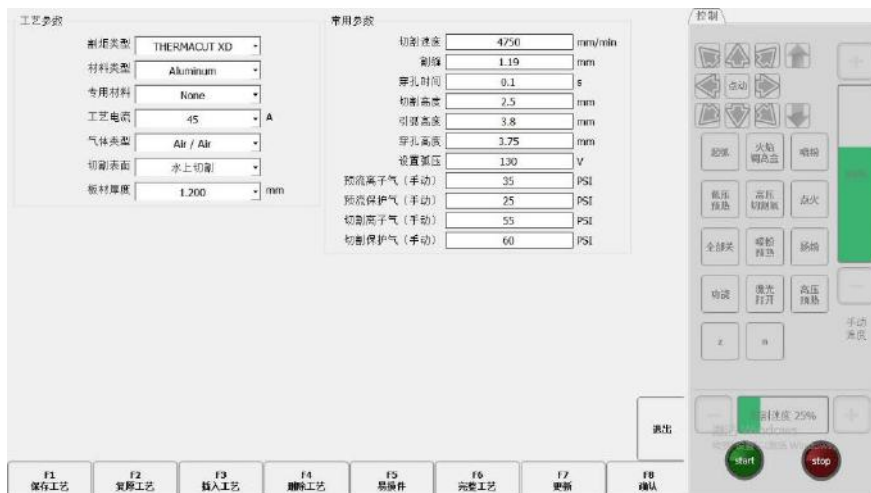 工艺参数
割炬类型 THERMACUT XD
材料类型 Aluminum
专用材料 None
工艺电流 45 A
气体类型 Air / Air
切割表面 水上切割
板材厚度 1.200 mm
常用参数
切割速度 4750 mm/min
割缝 1.19 mm
穿孔时间 0.1 s
切割高度 2.5 mm
引弧高度 3.8 mm
穿孔高度 3.75 mm
设置弧压 130 V
预流离子气（手动） 35 PSI
预流保护气（手动） 25 PSI
切割离子气（手动） 55 PSI
切割保护气（手动） 60 PSI
控制
点动
起弧 火焰调高盒 喷粉
低压预热 高压切割氧 点火
全部关 喷粉预热
功能 激光打开 高压预热
手动速度
z n
切割速度 25%
start stop
退出
F1 保存工艺
F2 复原工艺
F3 插入工艺
F4 删除工艺
F5 易损件
F6 完整工艺
F7 更新
F8 确认